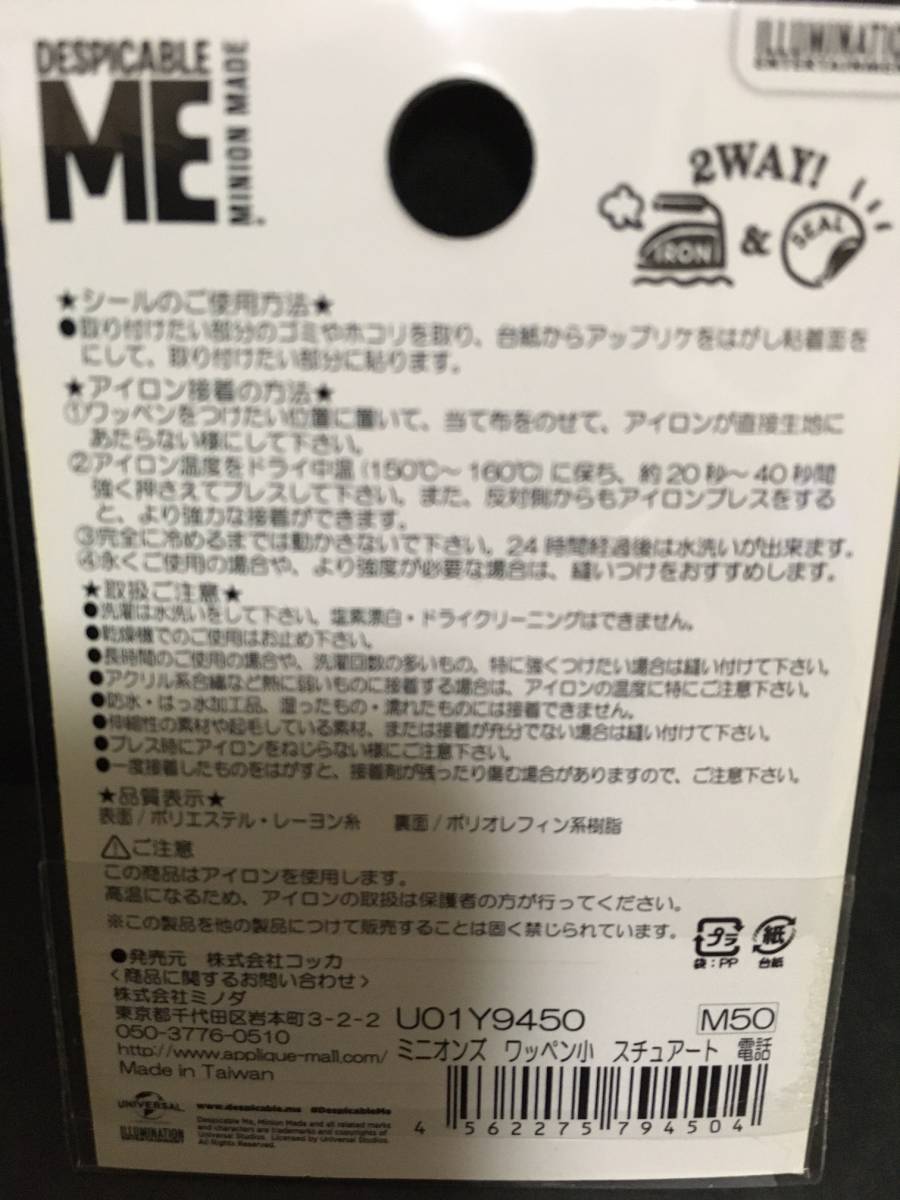 DESPICABLE
ME
MINION MADE
ILLUMINATIO
ENTERTAINMEN
2WAY!
IRON & SEAL
★シールのご使用方法★
●取り付けたい部分のゴミやホコリを取り、台紙からアップリケをはがし粘着面を
にして、取り付けたい部分に貼ります。
★アイロン接着の方法★
①ワッペンをつけたい位置に置いて、当て布をのせて、アイロンが直接生地に
あたらない様にして下さい。
②アイロン温度をドライ中温(150℃～160℃)に保ち、約20秒～40秒間
強く押さえてプレスして下さい。また、反対側からもアイロンプレスをする
と、より強力な接着ができます。
③完全に冷めるまでは動かさないで下さい。24時間経過後は水洗いが出来ます。
④永くご使用の場合や、より強度が必要な場合は、縫いつけをおすすめします。
★取扱ご注意★
●洗濯は水洗いをして下さい。塩素漂白・ドライクリーニングはできません。
●乾燥機でのご使用はお止め下さい。
●長時間のご使用の場合や、洗濯回数の多いもの、特に強くつけたい場合は縫い付けて下さい。
●アクリル系合繊など熱に弱いものに接着する場合は、アイロンの温度に特にご注意下さい。
●防水・はっ水加工品、湿ったもの・濡れたものには接着できません。
●伸縮性の素材や起毛している素材、または接着が充分でない場合は縫い付けて下さい。
●プレス時にアイロンをねじらない様にご注意下さい。
●一度接着したものをはがすと、接着剤が残ったり傷む場合がありますので、ご注意下さい。
★品質表示★
表面/ポリエステル・レーヨン糸 裏面/ポリオレフィン系樹脂
⚠ご注意
この商品はアイロンを使用します。
高温になるため、アイロンの取扱は保護者の方が行ってください。
※この製品を他の製品につけて販売することは固く禁じられています。
プラ
袋:PP
紙
台紙
●発売元 株式会社コッカ
<商品に関するお問い合わせ>
株式会社ミノダ
東京都千代田区岩本町3-2-2
050-3776-0510
http://www.applique-mall.com/
Made in Taiwan
U01Y9450 M50
ミニオンズ ワッペン小 スチュアート 電話
4 562275 794504
UNIVERSAL
ILLUMINATION
www.despicable.me #DespicableMe
Despicable Me, Minion Made and all related marks
and characters are trademarks and copyrights of
Universal Studios. Licensed by Universal Studios.
All Rights Reserved.